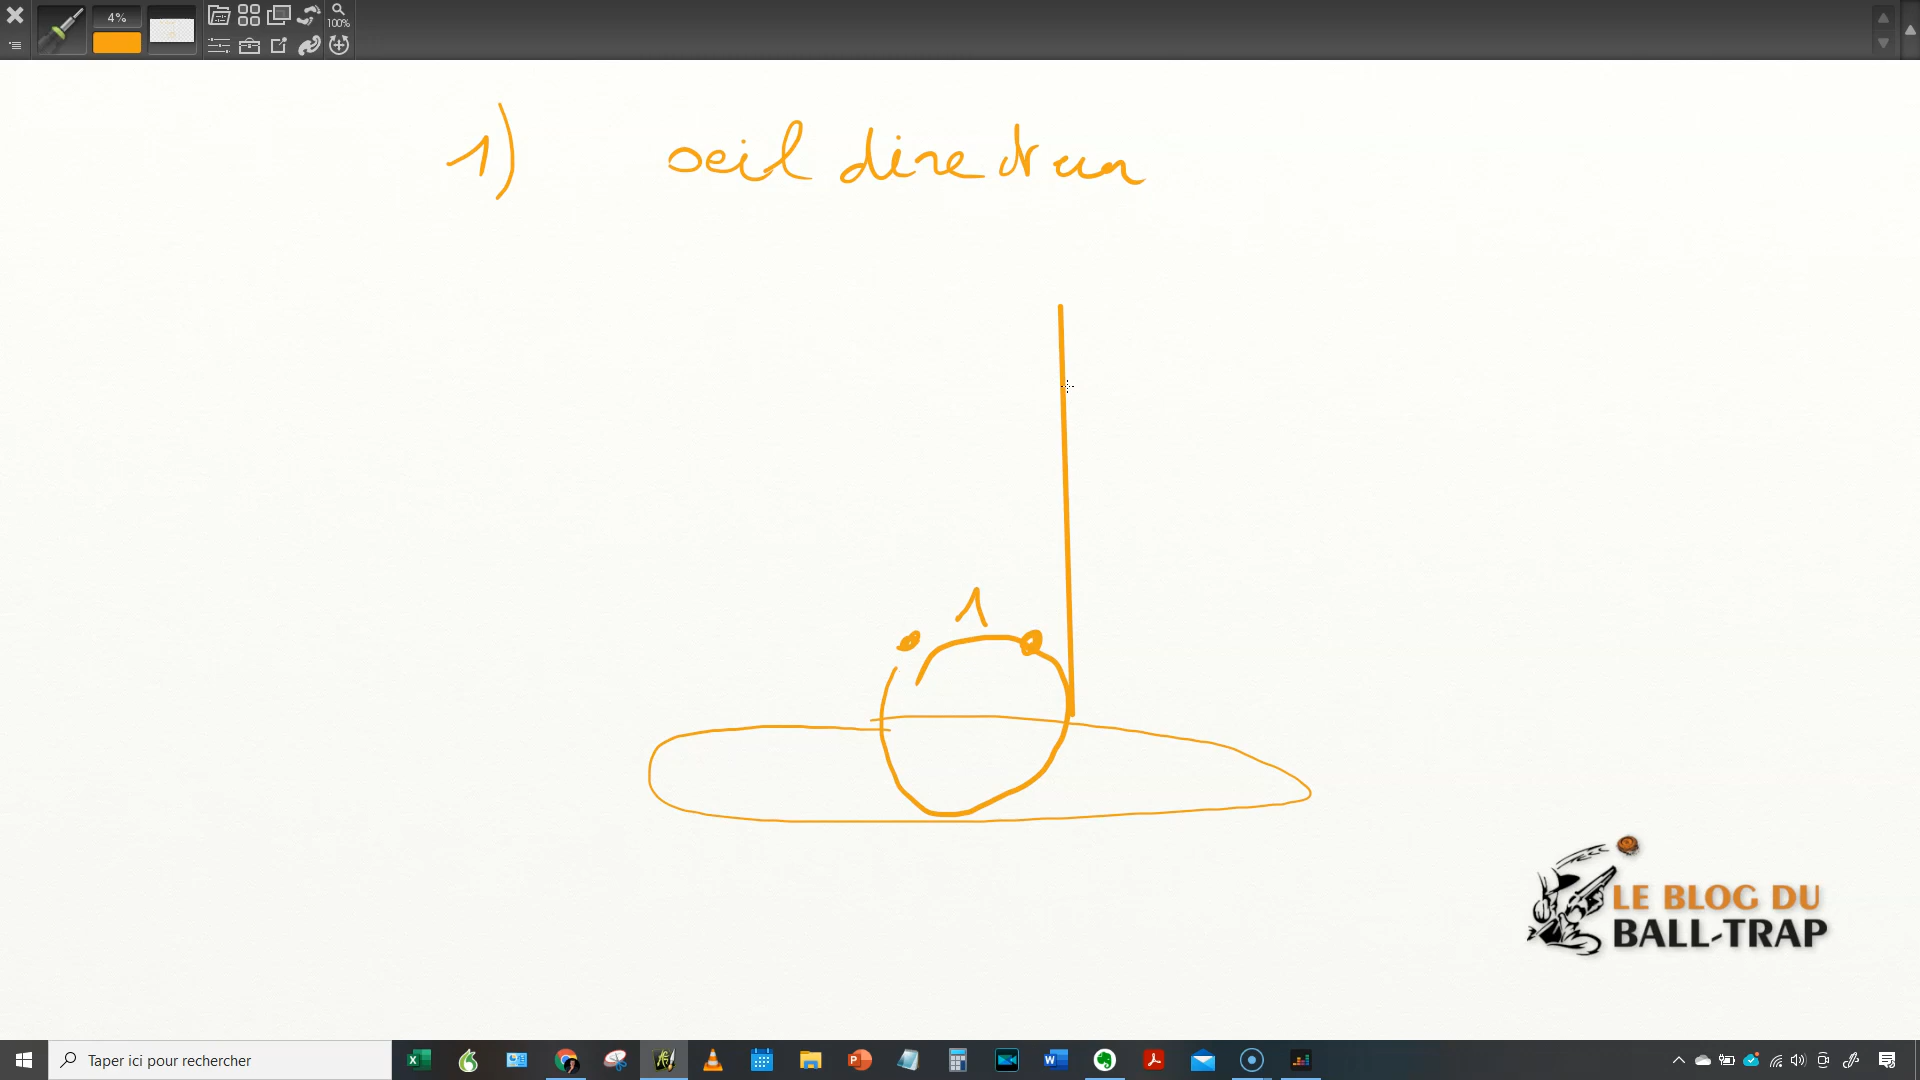 4%
100%
1) oeil directeur
1
LE BLOG DU
BALL-TRAP
Taper ici pour rechercher